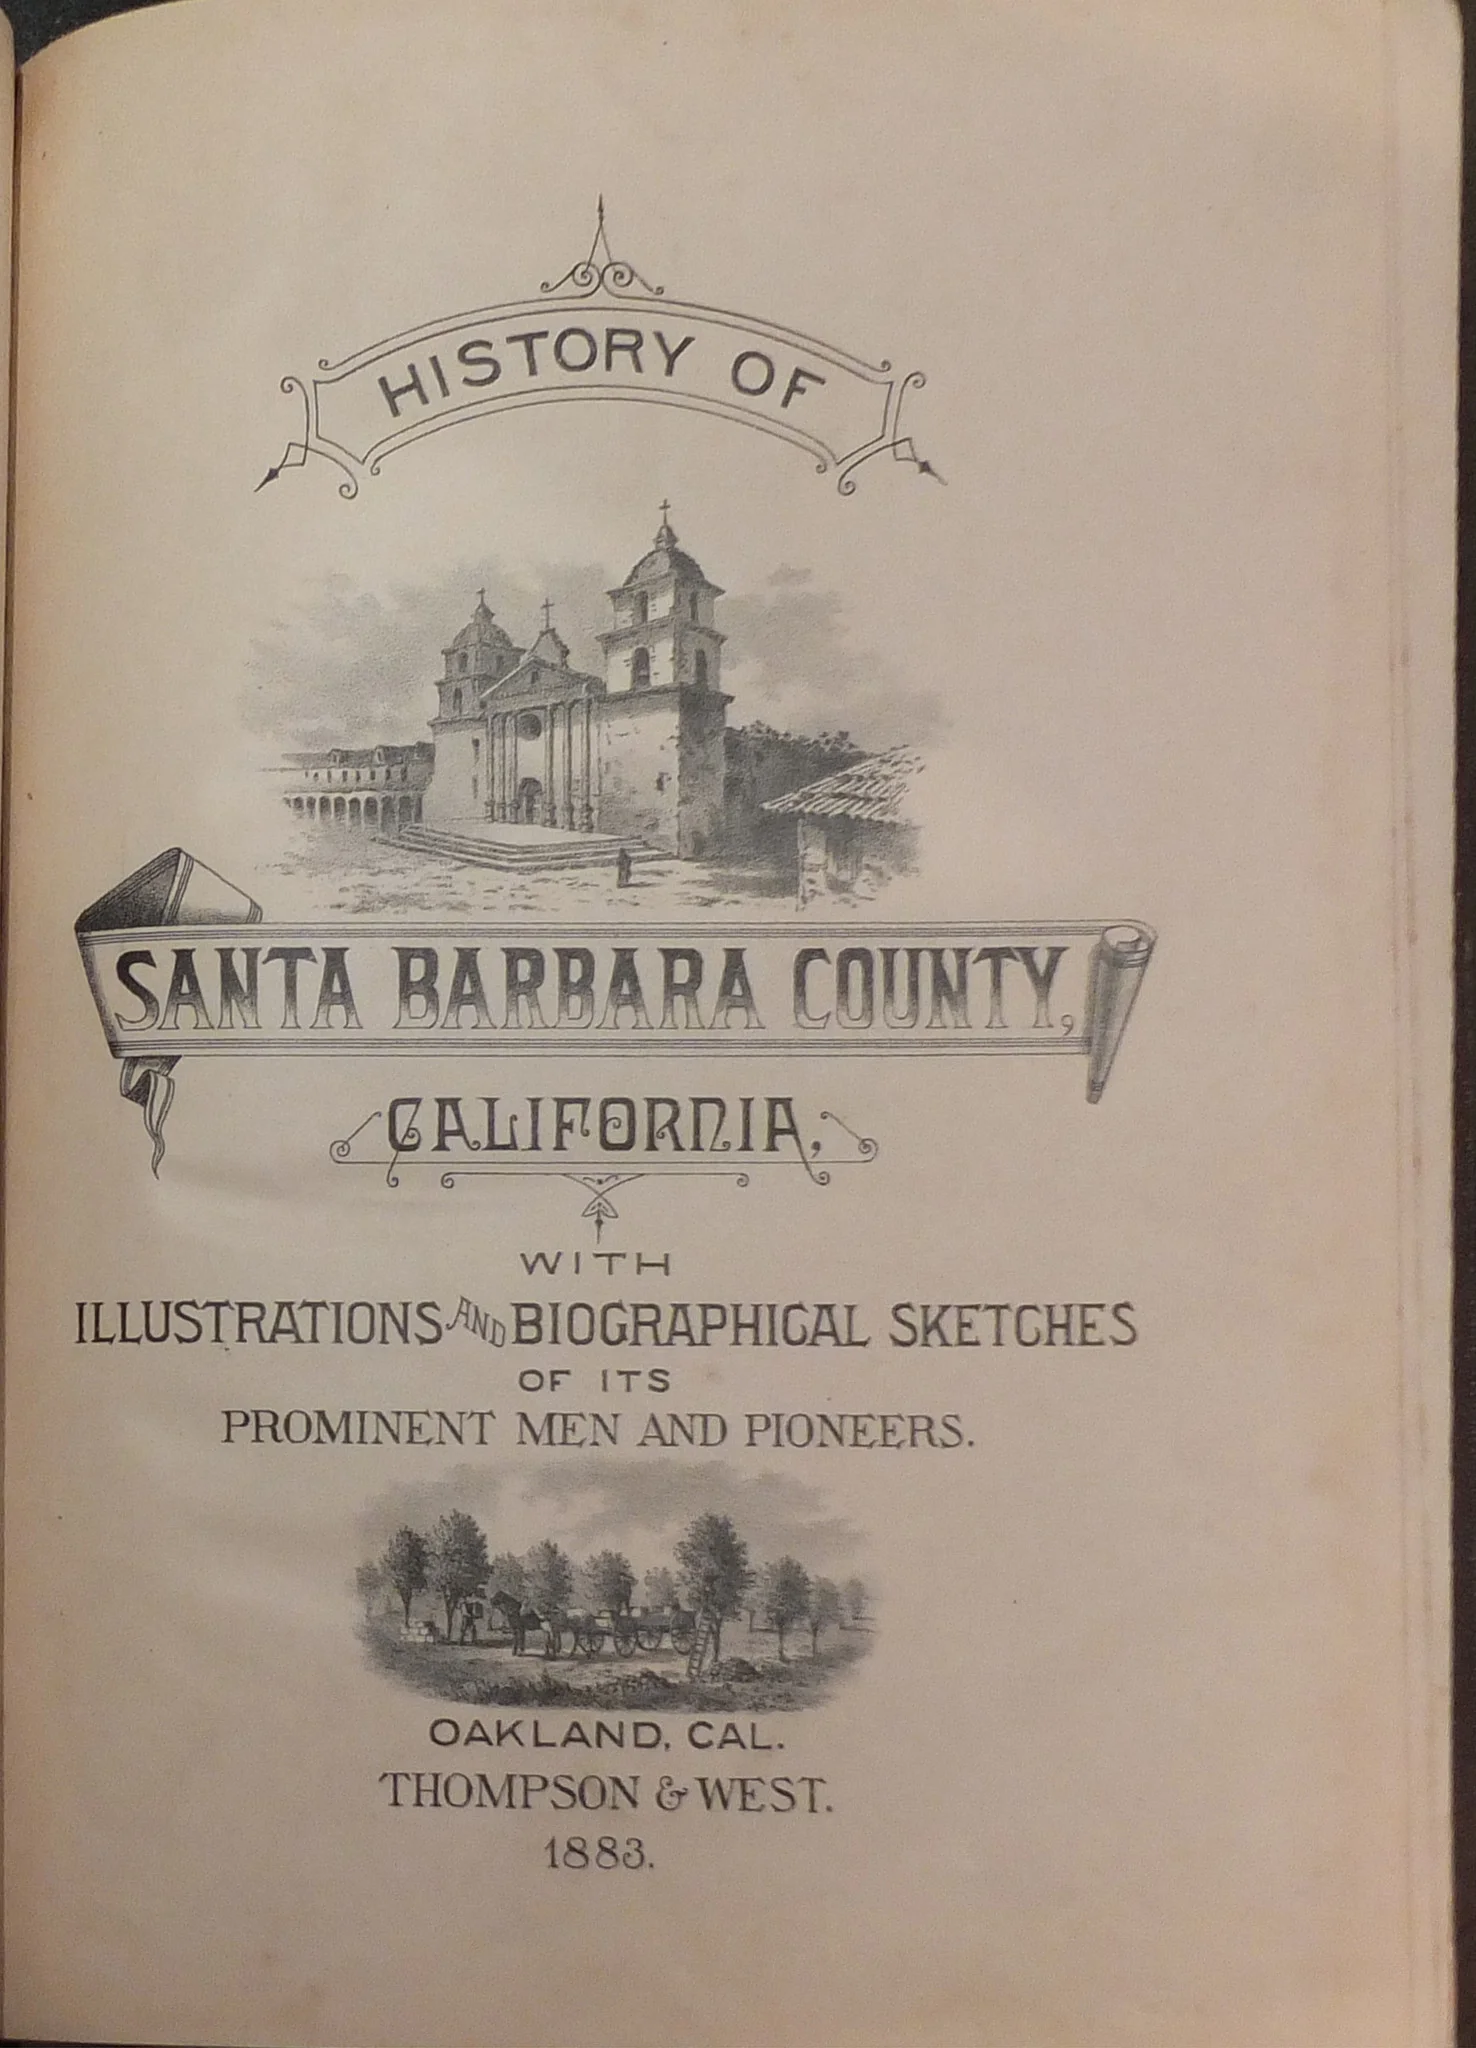 HISTORY OF
SANTA BARBARA COUNTY,
CALIFORNIA,
WITH
ILLUSTRATIONS AND BIOGRAPHICAL SKETCHES
OF ITS
PROMINENT MEN AND PIONEERS.
OAKLAND, CAL.
THOMPSON & WEST.
1883.